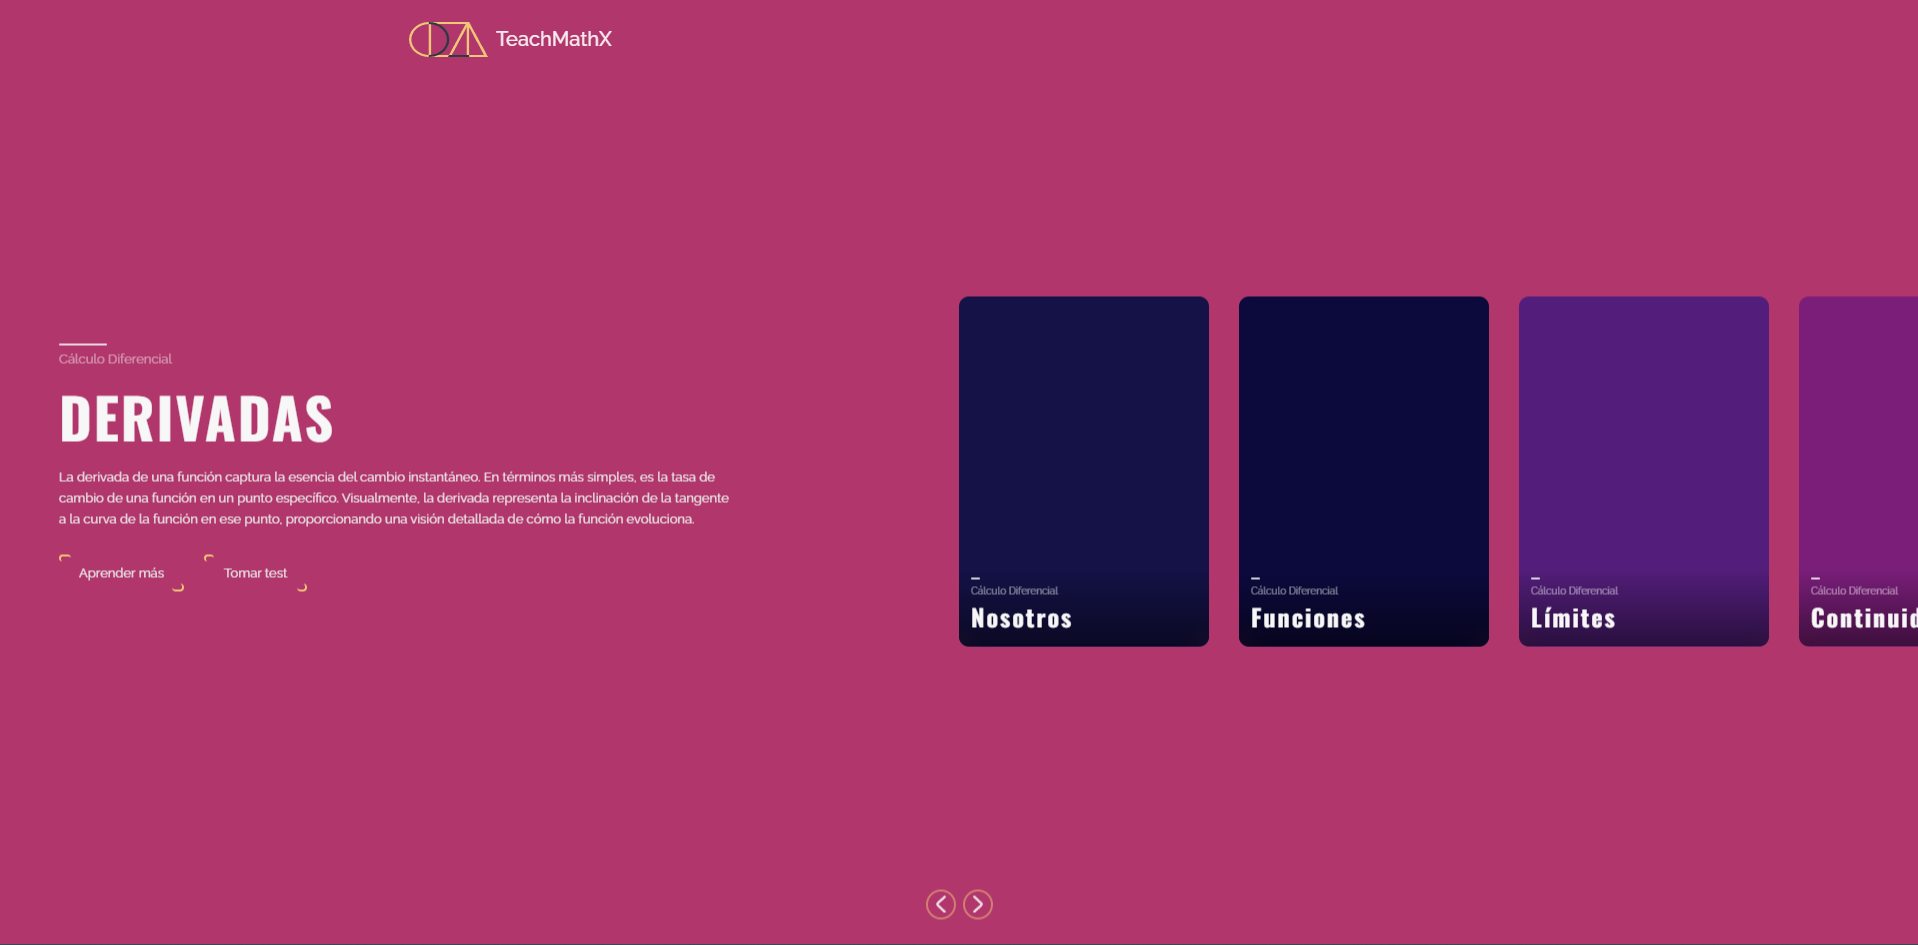 TeachMathX
Cálculo Diferencial
DERIVADAS
La derivada de una función captura la esencia del cambio instantáneo. En términos más simples, es la tasa de
cambio de una función en un punto específico. Visualmente, la derivada representa la inclinación de la tangente
a la curva de la función en ese punto, proporcionando una visión detallada de cómo la función evoluciona.
Aprender más
Tomar test
Cálculo Diferencial
Nosotros
Cálculo Diferencial
Funciones
Cálculo Diferencial
Límites
Cálculo Diferencial
Continuid